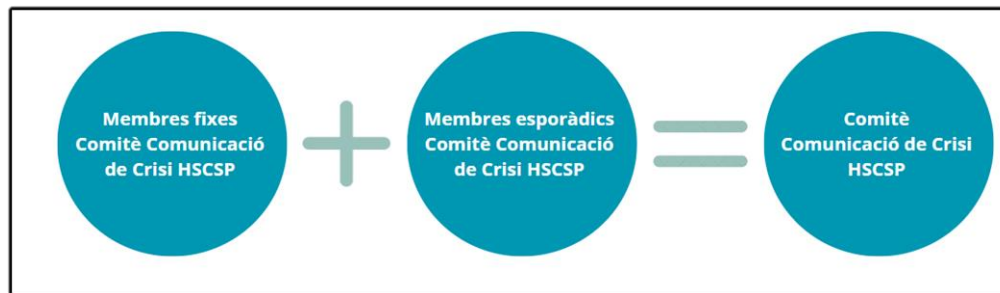 Membres fixes
Comitè Comunicació
de Crisi HSCSP
Membres esporàdics
Comitè Comunicació
de Crisi HSCSP
Comitè
Comunicació de Crisi
HSCSP